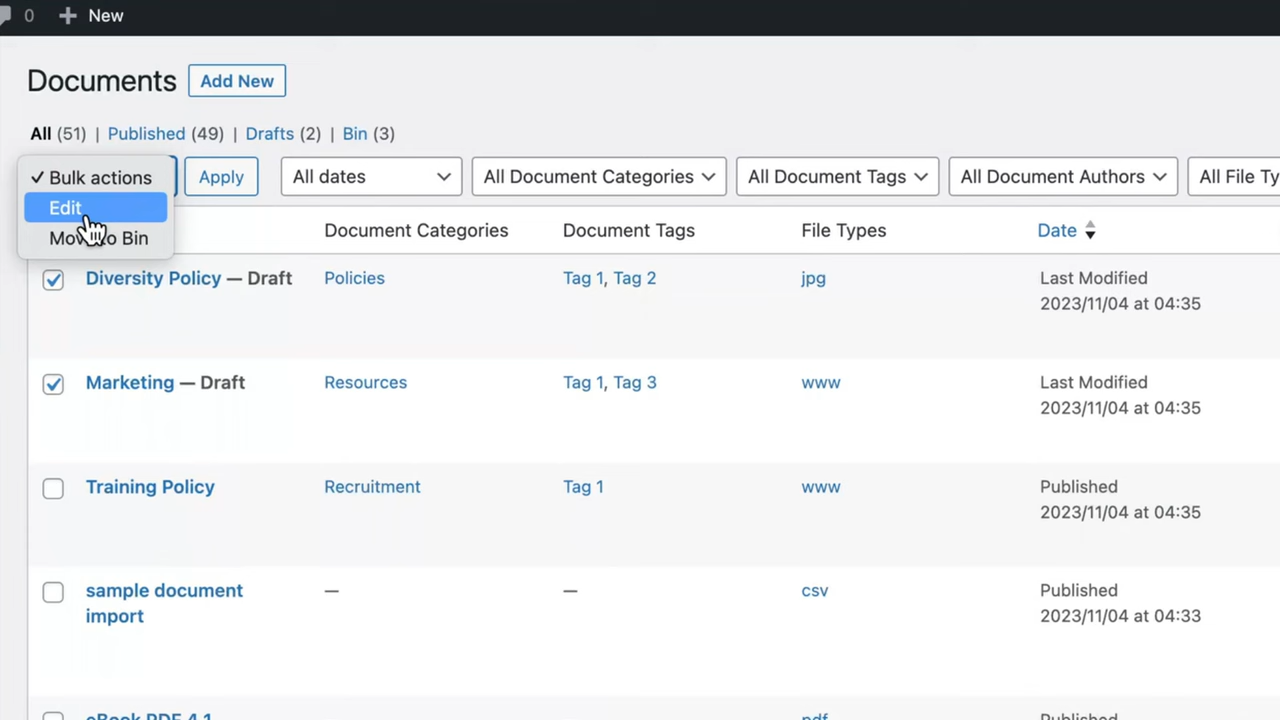 0 New
Documents Add New
All (51) | Published (49) | Drafts (2) | Bin (3)
✓ Bulk actions Apply All dates All Document Categories All Document Tags All Document Authors All File Ty
Edit
Move to Bin
Document Categories Document Tags File Types Date
Diversity Policy — Draft Policies Tag 1, Tag 2 jpg Last Modified
2023/11/04 at 04:35
Marketing — Draft Resources Tag 1, Tag 3 www Last Modified
2023/11/04 at 04:35
Training Policy Recruitment Tag 1 www Published
2023/11/04 at 04:35
sample document — — csv Published
import 2023/11/04 at 04:33
eBook PDF 4.1 pdf Published